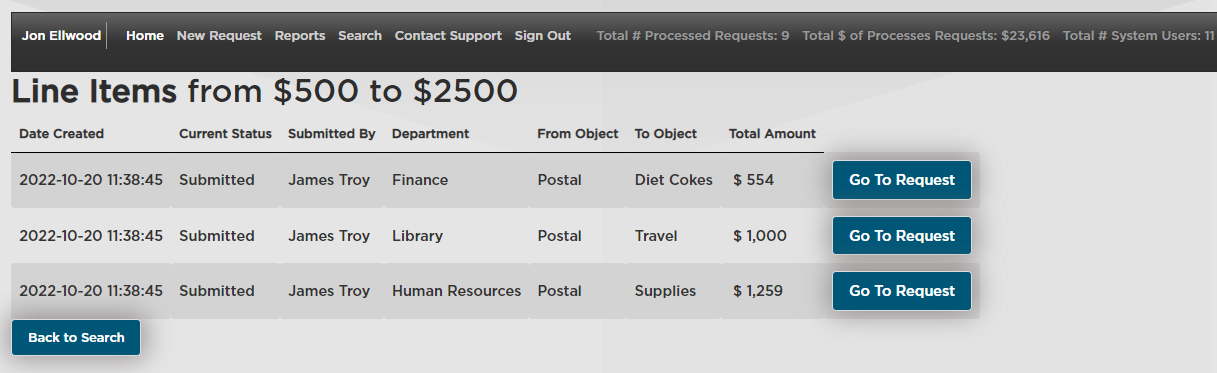 Jon Ellwood Home New Request Reports Search Contact Support Sign Out Total # Processed Requests: 9 Total $ of Processes Requests: $23,616 Total # System Users: 11
Line Items from $500 to $2500
Date Created Current Status Submitted By Department From Object To Object Total Amount
2022-10-20 11:38:45 Submitted James Troy Finance Postal Diet Cokes $ 554 Go To Request
2022-10-20 11:38:45 Submitted James Troy Library Postal Travel $ 1,000 Go To Request
2022-10-20 11:38:45 Submitted James Troy Human Resources Postal Supplies $ 1,259 Go To Request
Back to Search